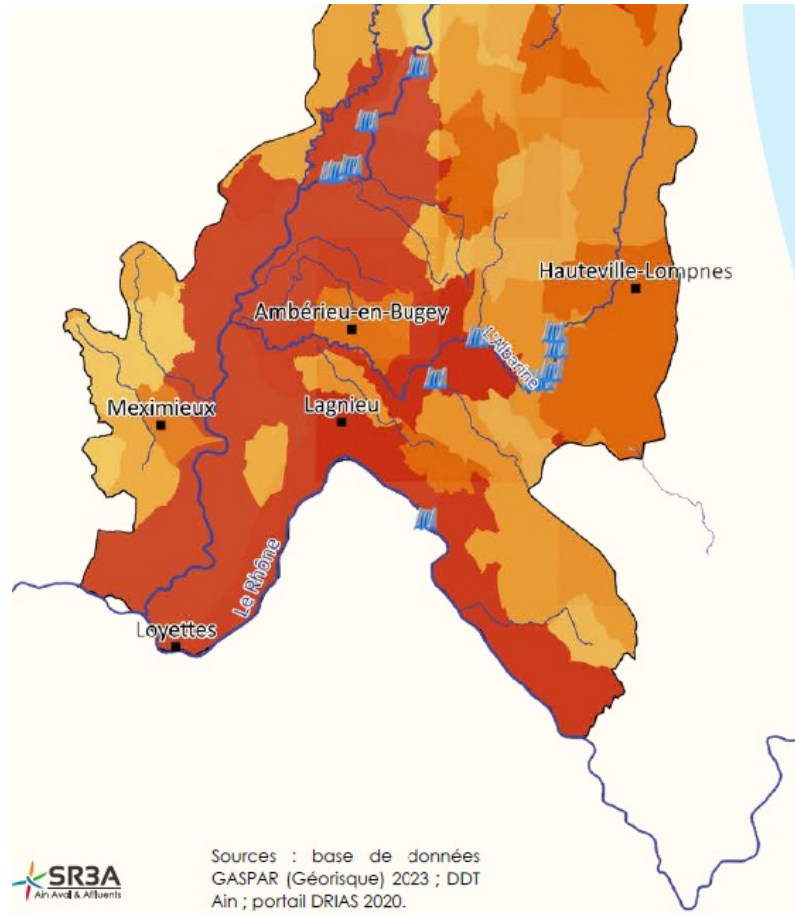 Hauteville-Lompnes
Ambérieu-en-Bugey
L'Albarine
Meximieux
Lagnieu
Le Rhône
Loyettes
SR3A
Ain Aval & Affluents
Sources : base de données
GASPAR (Géorisque) 2023 ; DDT
Ain ; portail DRIAS 2020.